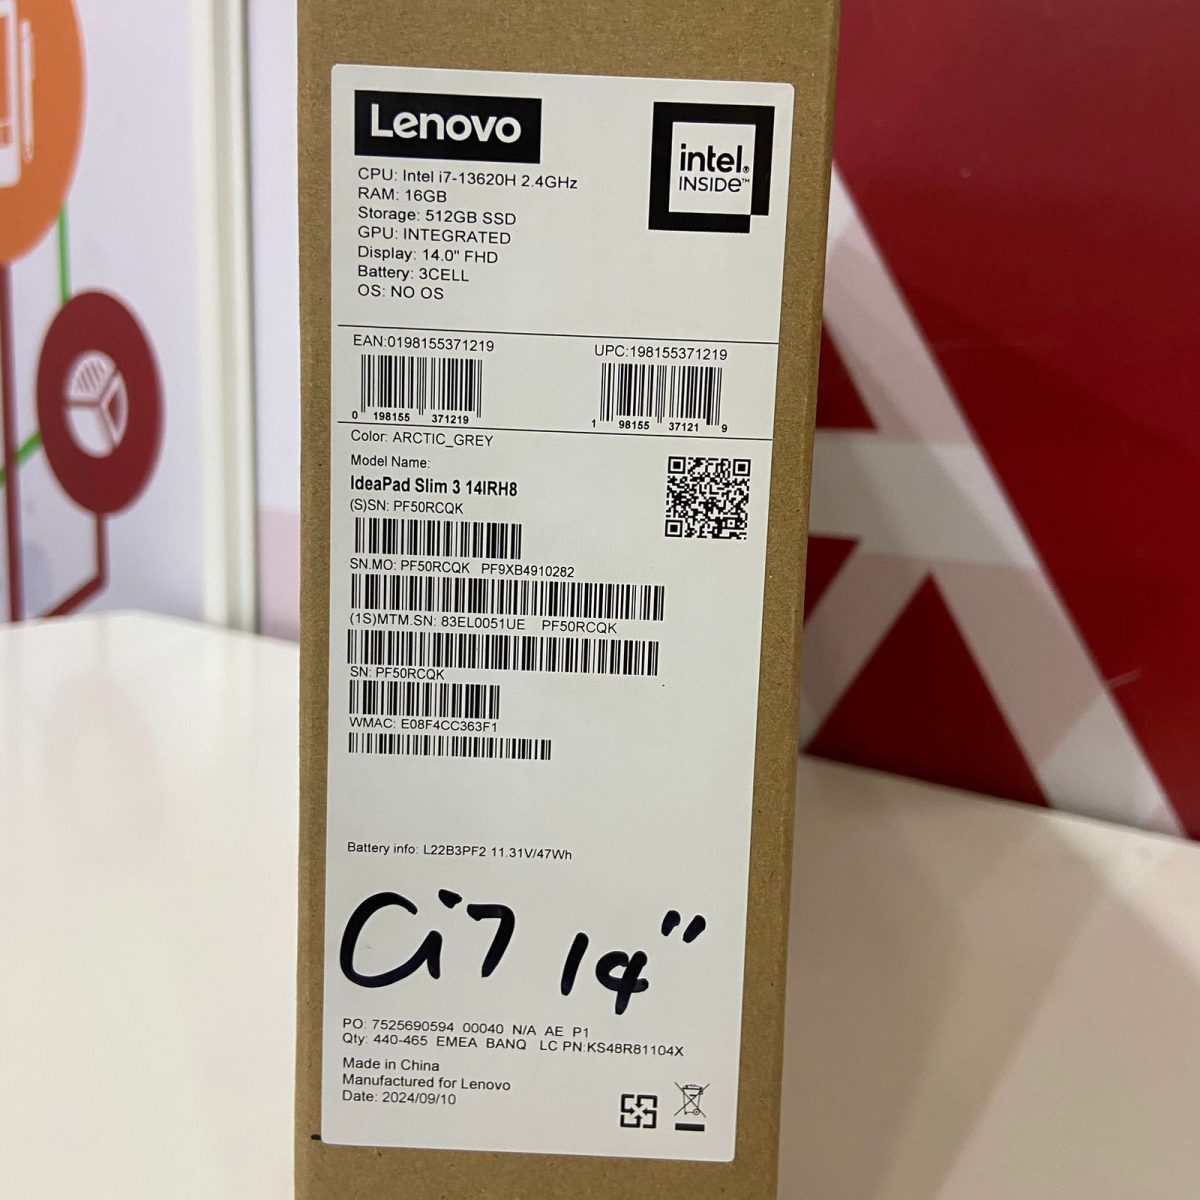 Lenovo
intel.
INSIDE™
CPU: Intel i7-13620H 2.4GHz
RAM: 16GB
Storage: 512GB SSD
GPU: INTEGRATED
Display: 14.0" FHD
Battery: 3CELL
OS: NO OS
EAN:0198155371219
UPC:198155371219
0 198155 371219
1 98155 37121 9
Color: ARCTIC_GREY
Model Name:
IdeaPad Slim 3 14IRH8
(S)SN: PF50RCQK
SN.MO: PF50RCQK PF9XB4910282
(1S)MTM.SN: 83EL0051UE PF50RCQK
SN: PF50RCQK
WMAC: E08F4CC363F1
Battery info: L22B3PF2 11.31V/47Wh
Ci7 14"
PO: 7525690594 00040 N/A AE P1
Qty: 440-465 EMEA BANQ LC PN:KS48R81104X
Made in China
Manufactured for Lenovo
Date: 2024/09/10